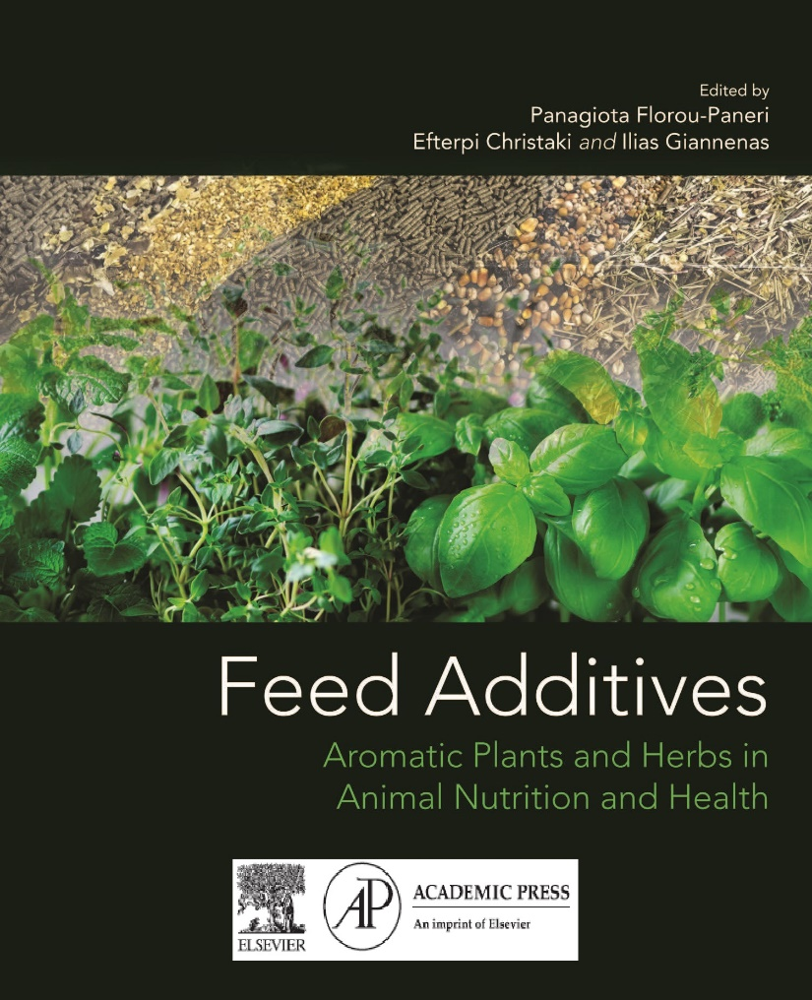 Edited by
Panagiota Florou-Paneri
Efterpi Christaki and Ilias Giannenas
Feed Additives
Aromatic Plants and Herbs in
Animal Nutrition and Health
ELSEVIER
AP
ACADEMIC PRESS
An imprint of Elsevier